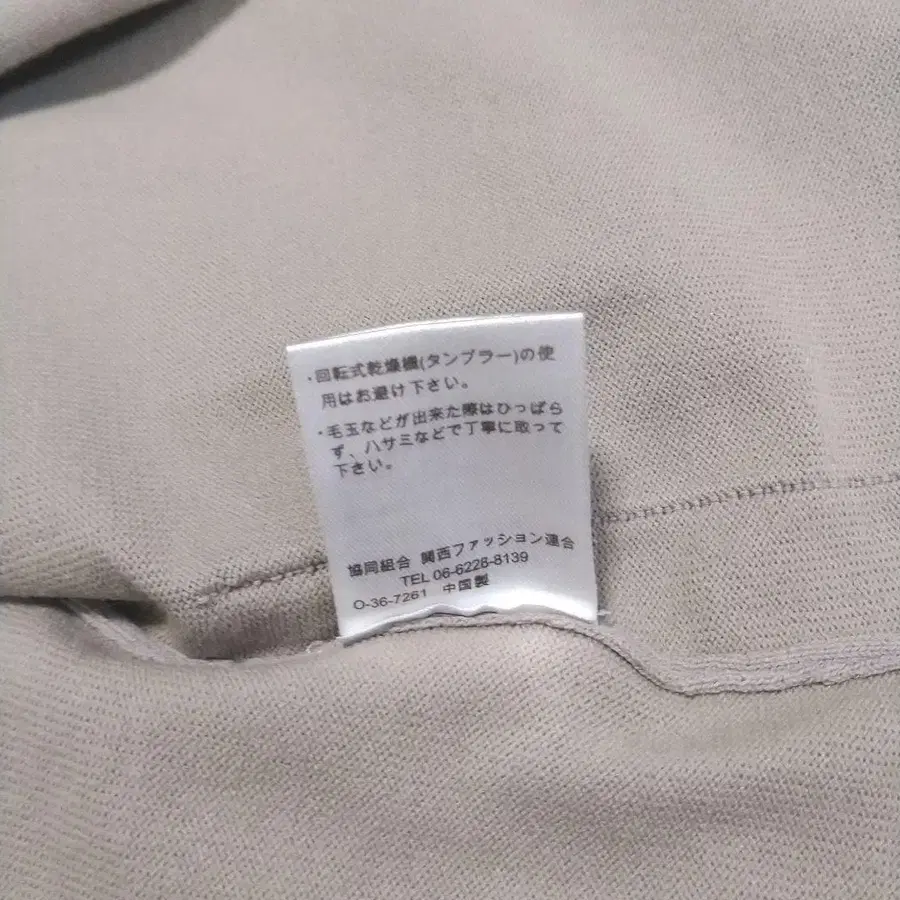 ・回転式乾燥機(タンブラー)の使
用はお避け下さい。
・毛玉などが出来た際はひっぱら
ず、ハサミなどで丁寧に取って
下さい。
協同組合 関西ファッション連合
TEL 06-6228-8139
O-36-7261 中国製